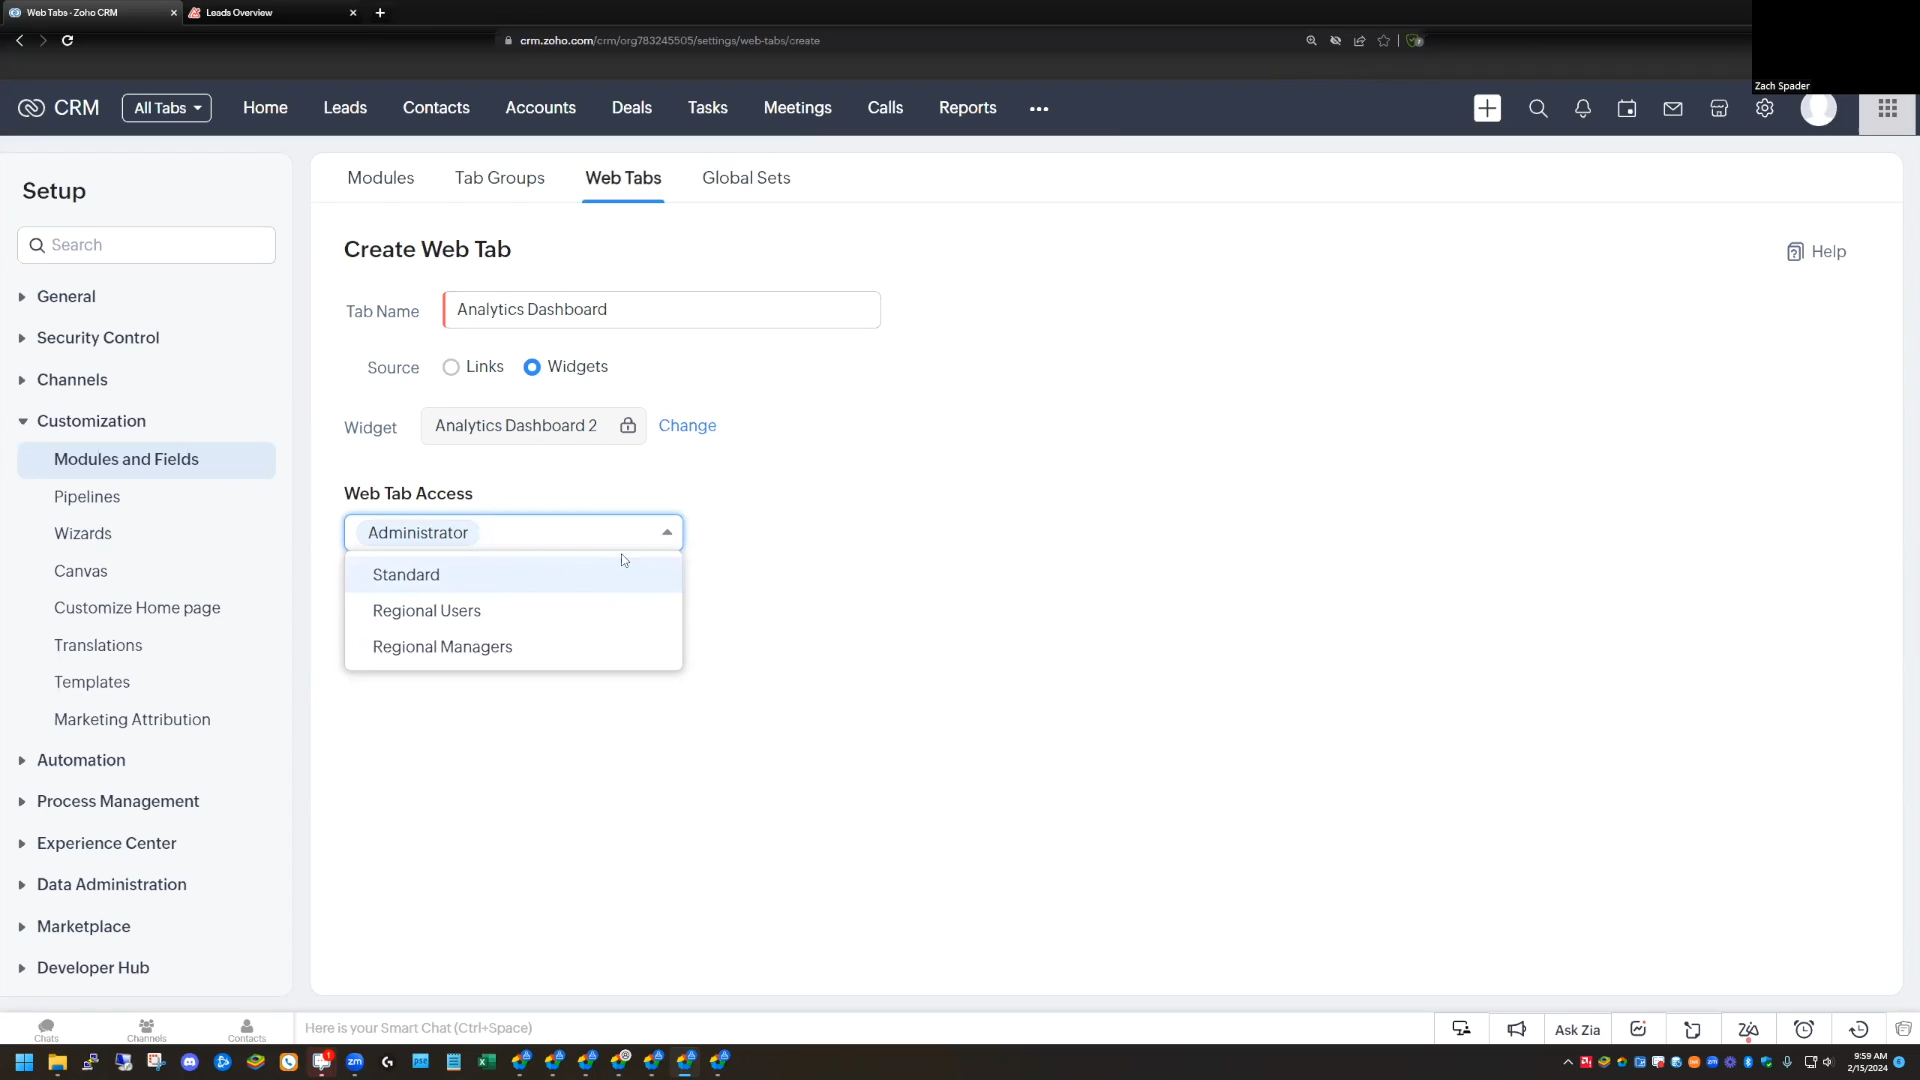 Web Tabs - Zoho CRM
Leads Overview
crm.zoho.com/crm/org783245505/settings/web-tabs/create
Zach Spader
CRM
All Tabs
Home
Leads
Contacts
Accounts
Deals
Tasks
Meetings
Calls
Reports
Setup
Search
General
Security Control
Channels
Customization
Modules and Fields
Pipelines
Wizards
Canvas
Customize Home page
Translations
Templates
Marketing Attribution
Automation
Process Management
Experience Center
Data Administration
Marketplace
Developer Hub
Modules
Tab Groups
Web Tabs
Global Sets
Create Web Tab
Help
Tab Name
Analytics Dashboard
Source
Links
Widgets
Widget
Analytics Dashboard 2
Change
Web Tab Access
Administrator
Standard
Regional Users
Regional Managers
Chats
Channels
Contacts
Here is your Smart Chat (Ctrl+Space)
Ask Zia
9:59 AM
2/15/2024